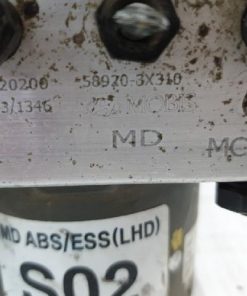 20200 58920-3X310
3/1346 MOBIS
MD MC
MD ABS/ESS(LHD)
S02